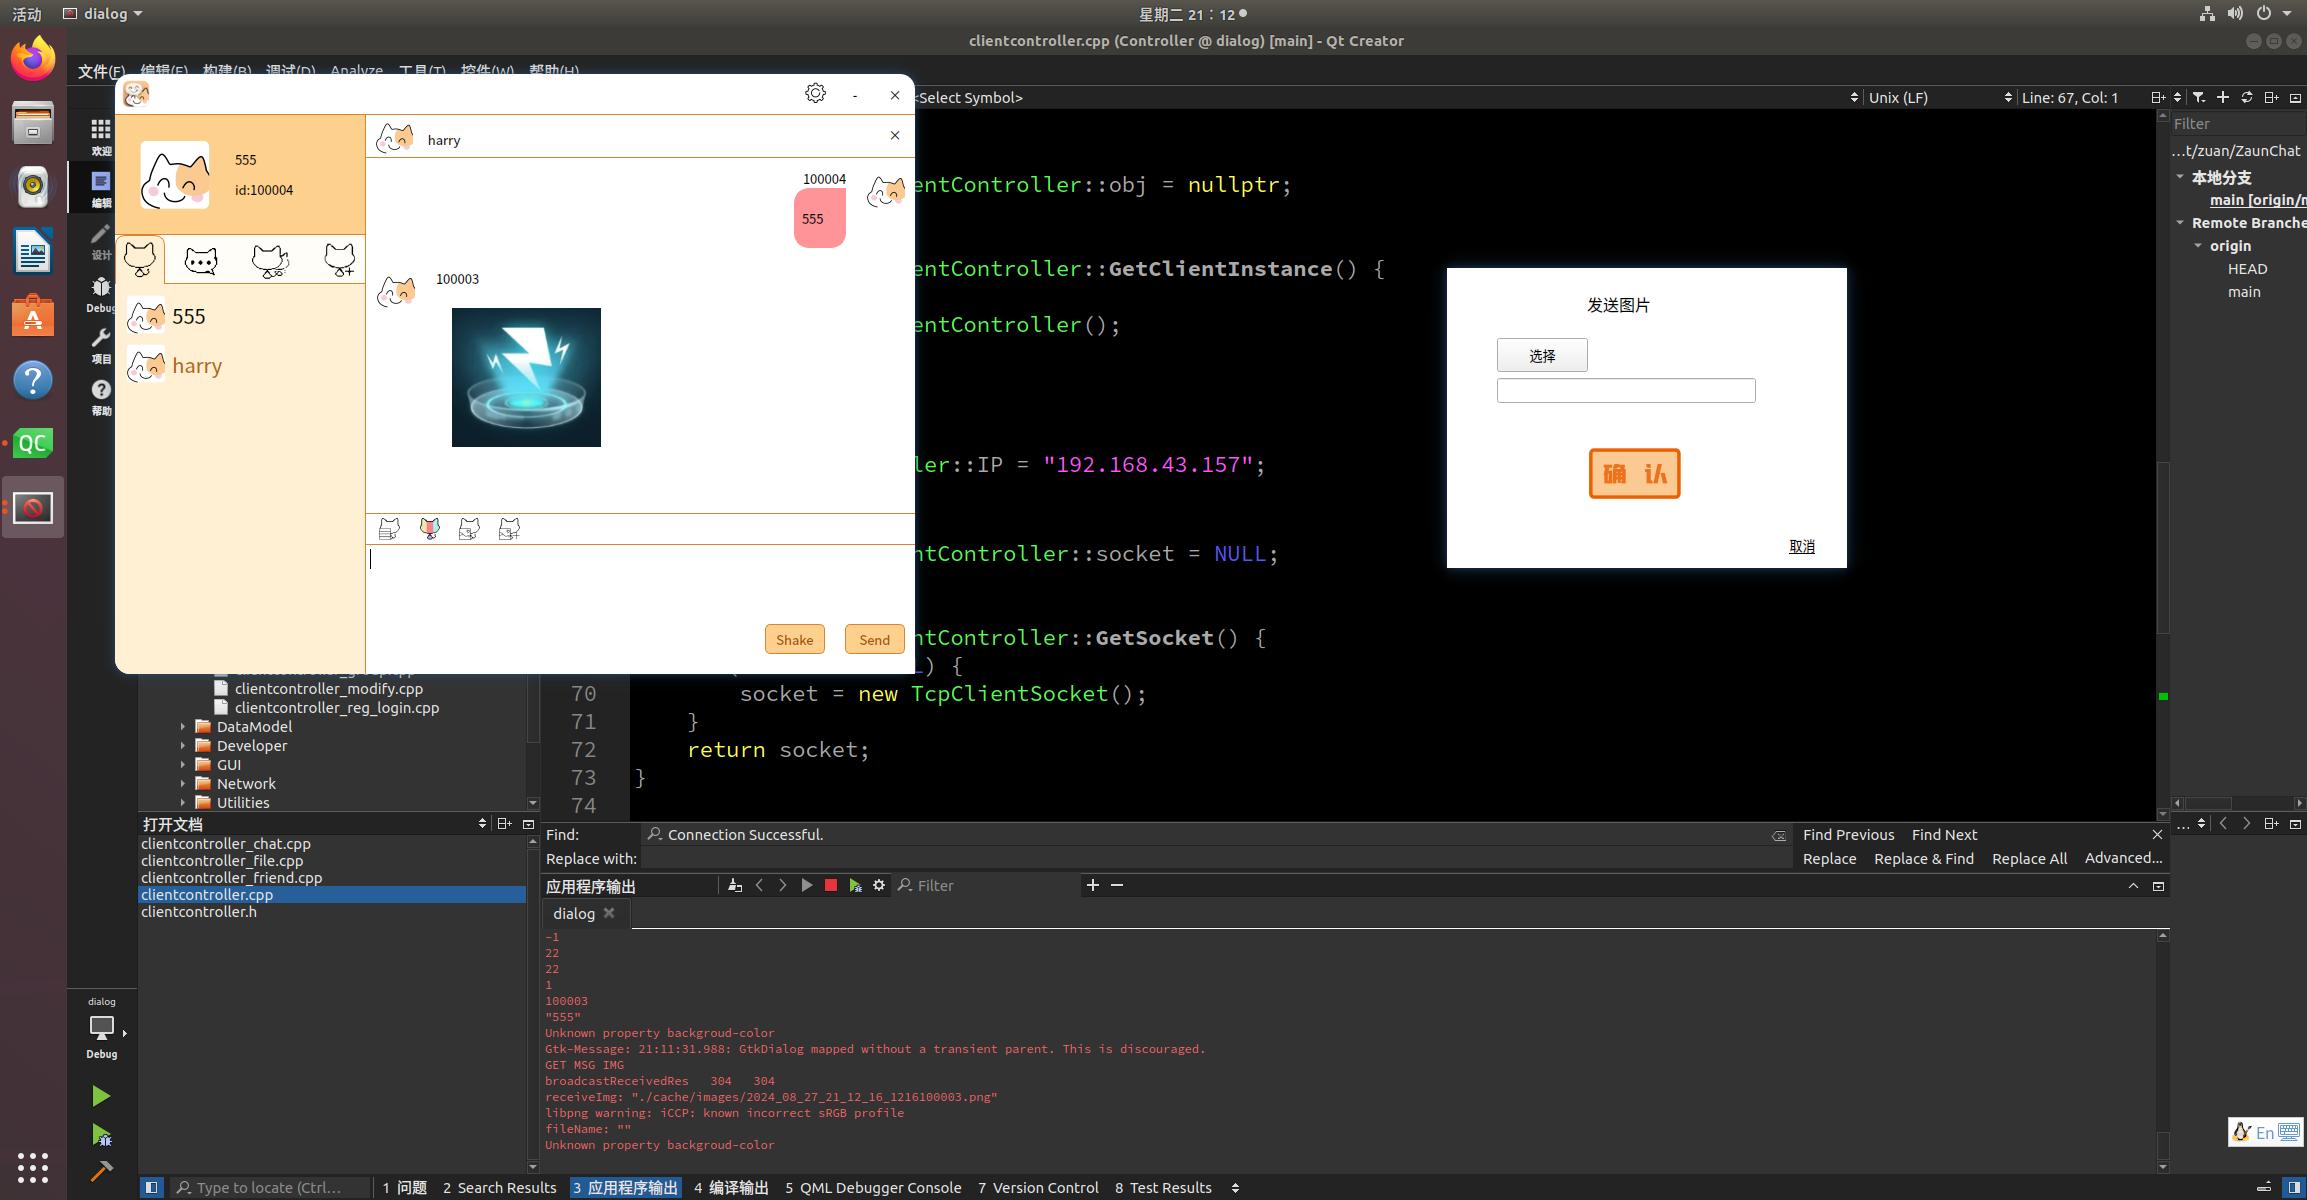 活动
dialog
星期二 21：12
clientcontroller.cpp (Controller @ dialog) [main] - Qt Creator
文件(F) 编辑(E) 构建(B) 调试(D) Analyze 工具(T) 控件(W) 帮助(H)
<Select Symbol>
Unix (LF)
Line: 67, Col: 1
欢迎
编辑
设计
Debug
项目
帮助
555
id:100004
555
harry
harry
100004
555
100003
Shake
Send
entController::obj = nullptr;
entController::GetClientInstance() {
entController();
ler::IP = "192.168.43.157";
ntController::socket = NULL;
ntController::GetSocket() {
) {
70 socket = new TcpClientSocket();
71 }
72 return socket;
73 }
74
发送图片
选择
确 认
取消
Filter
...t/zuan/ZaunChat
本地分支
main [origin/m
Remote Branche
origin
HEAD
main
clientcontroller_modify.cpp
clientcontroller_reg_login.cpp
DataModel
Developer
GUI
Network
Utilities
打开文档
clientcontroller_chat.cpp
clientcontroller_file.cpp
clientcontroller_friend.cpp
clientcontroller.cpp
clientcontroller.h
Find: Connection Successful.
Find Previous Find Next
Replace with:
Replace Replace & Find Replace All Advanced...
应用程序输出
Filter
dialog
-1
22
22
1
100003
"555"
Unknown property backgroud-color
Gtk-Message: 21:11:31.988: GtkDialog mapped without a transient parent. This is discouraged.
GET MSG IMG
broadcastReceivedRes 304 304
receiveImg: "./cache/images/2024_08_27_21_12_16_1216100003.png"
libpng warning: iCCP: known incorrect sRGB profile
fileName: ""
Unknown property backgroud-color
dialog
Debug
En
Type to locate (Ctrl...
1 问题 2 Search Results 3 应用程序输出 4 编译输出 5 QML Debugger Console 7 Version Control 8 Test Results